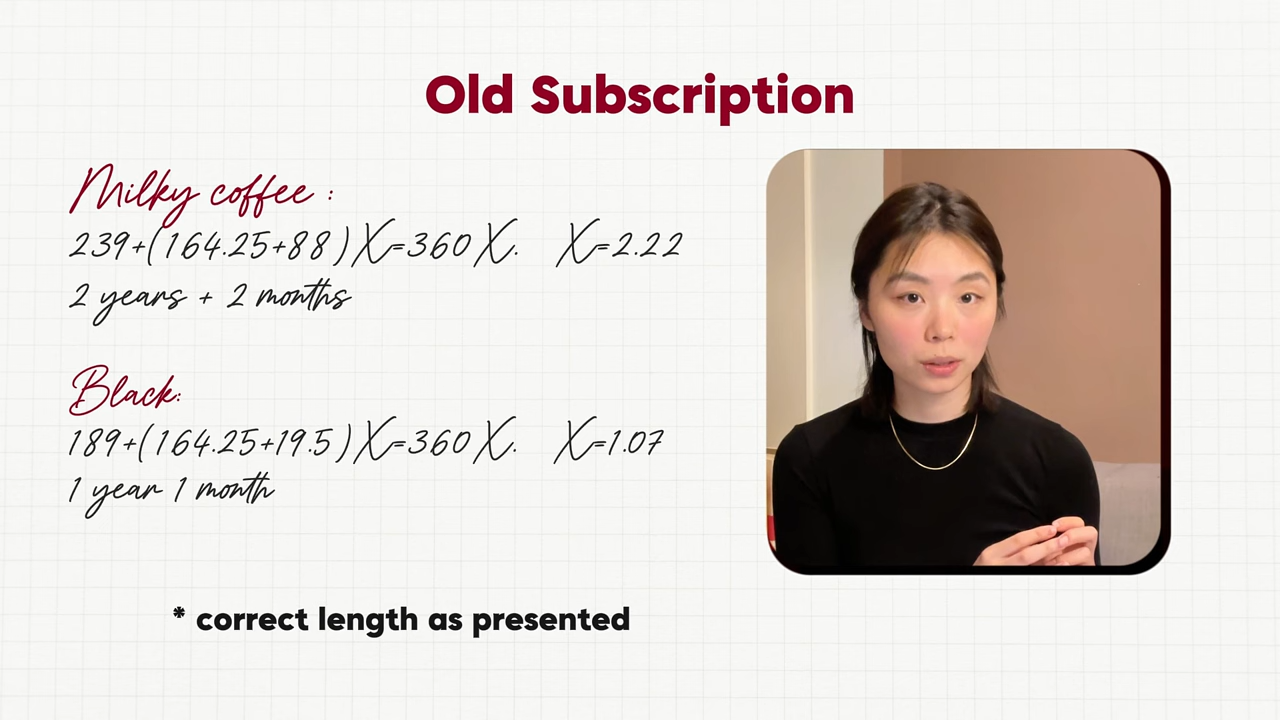 Old Subscription
Milky coffee :
239+(164.25+88)X=360X. X=2.22
2 years + 2 months
Black:
189+(164.25+19.5)X=360X. X=1.07
1 year 1 month
* correct length as presented